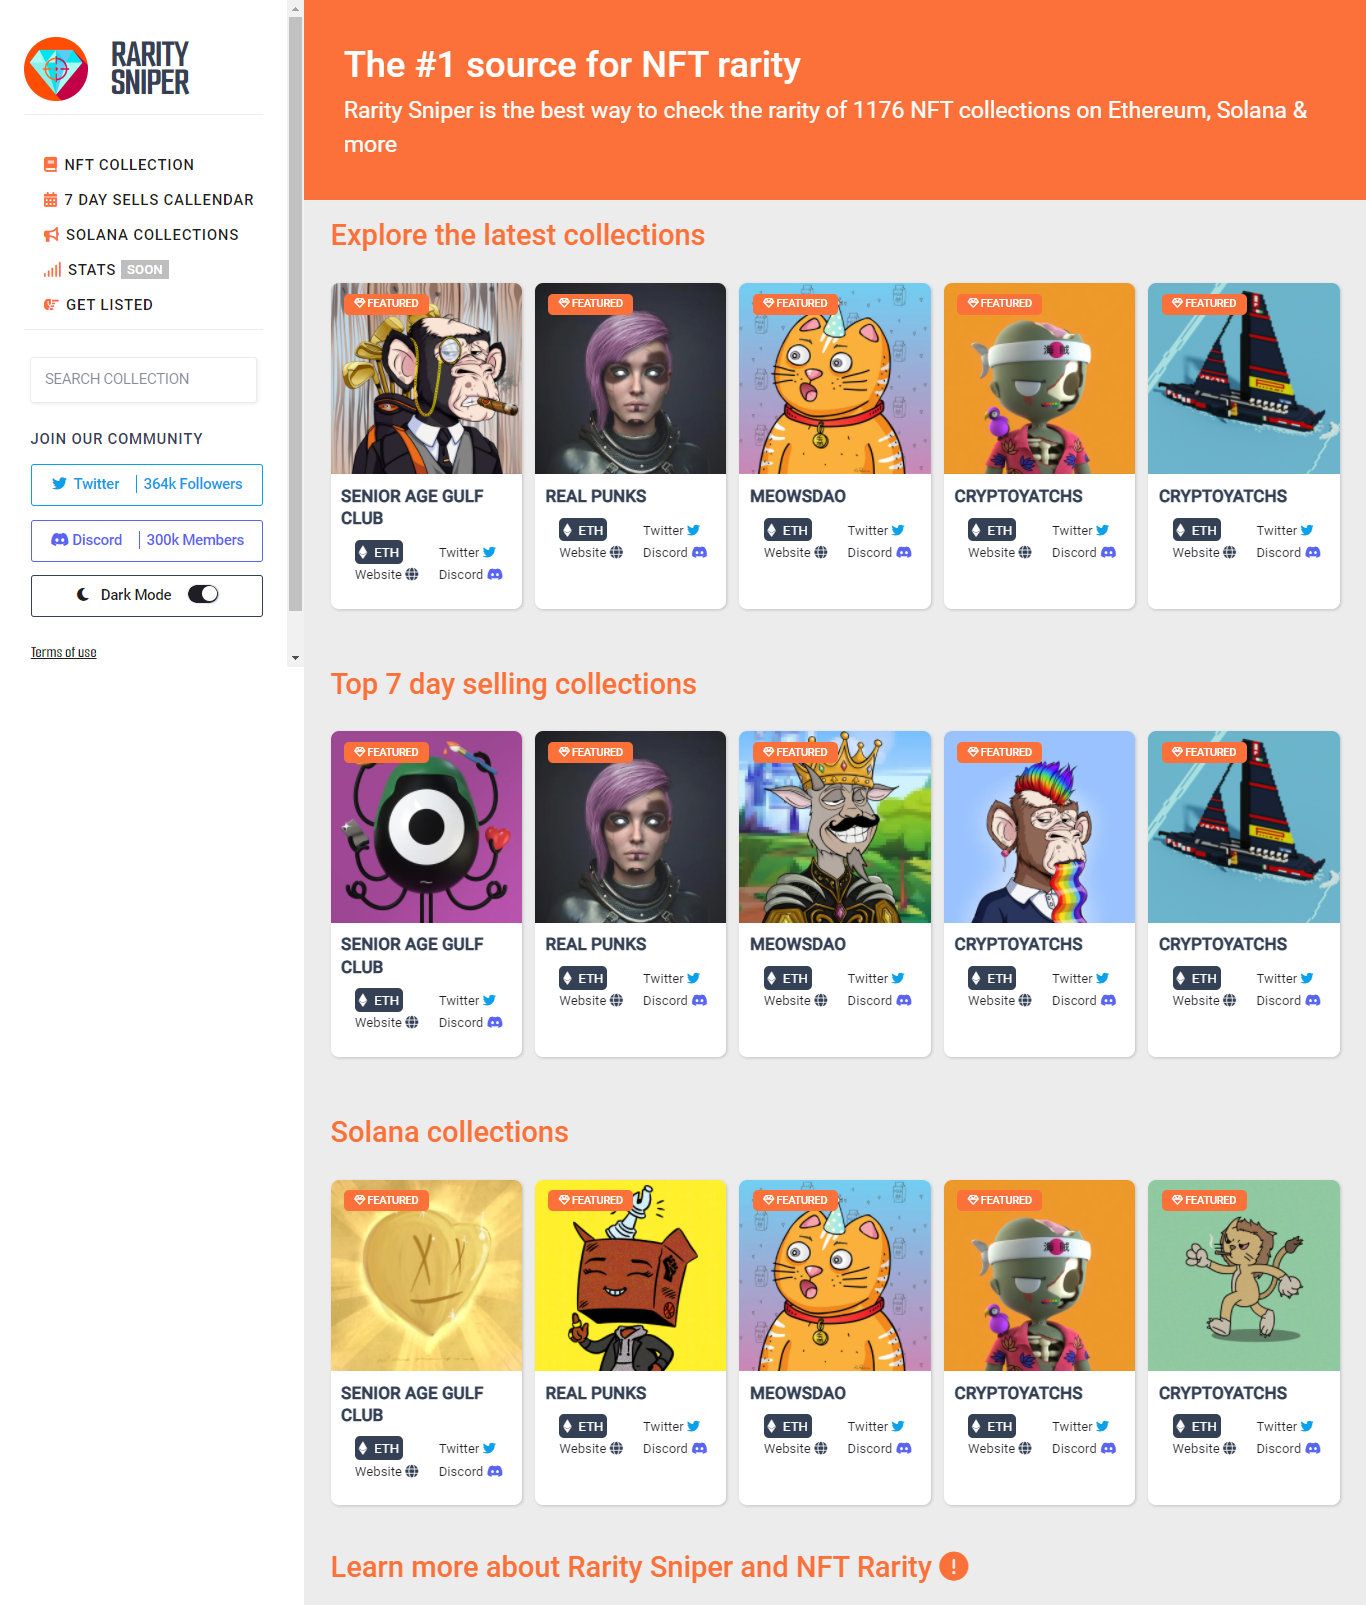 RARITY
SNIPER
NFT COLLECTION
7 DAY SELLS CALLENDAR
SOLANA COLLECTIONS
STATS SOON
GET LISTED
SEARCH COLLECTION
JOIN OUR COMMUNITY
Twitter 364k Followers
Discord 300k Members
Dark Mode
Terms of use
The #1 source for NFT rarity
Rarity Sniper is the best way to check the rarity of 1176 NFT collections on Ethereum, Solana &
more
Explore the latest collections
FEATURED FEATURED FEATURED FEATURED FEATURED
SENIOR AGE GULF
CLUB
ETH Twitter
Website Discord
REAL PUNKS
ETH Twitter
Website Discord
MEOWSDAO
ETH Twitter
Website Discord
海賊
CRYPTOYATCHS
ETH Twitter
Website Discord
CRYPTOYATCHS
ETH Twitter
Website Discord
Top 7 day selling collections
FEATURED FEATURED FEATURED FEATURED FEATURED
SENIOR AGE GULF
CLUB
ETH Twitter
Website Discord
REAL PUNKS
ETH Twitter
Website Discord
MEOWSDAO
ETH Twitter
Website Discord
CRYPTOYATCHS
ETH Twitter
Website Discord
CRYPTOYATCHS
ETH Twitter
Website Discord
Solana collections
FEATURED FEATURED FEATURED FEATURED FEATURED
SENIOR AGE GULF
CLUB
ETH Twitter
Website Discord
REAL PUNKS
ETH Twitter
Website Discord
MEOWSDAO
ETH Twitter
Website Discord
海賊
CRYPTOYATCHS
ETH Twitter
Website Discord
CRYPTOYATCHS
ETH Twitter
Website Discord
Learn more about Rarity Sniper and NFT Rarity !